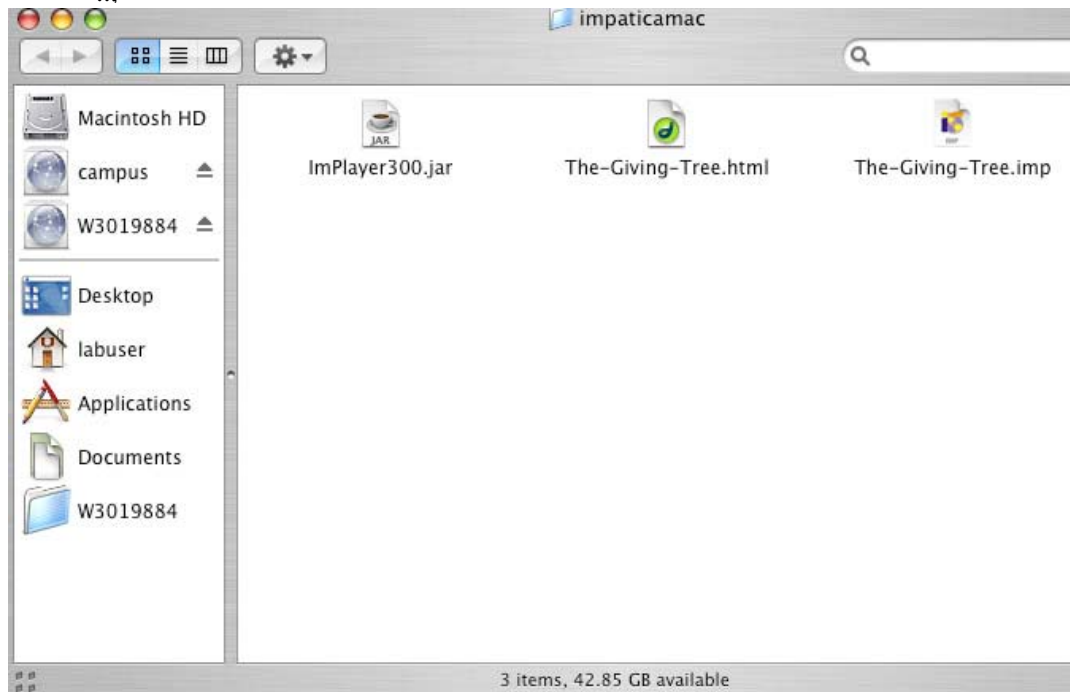 impaticamac
Macintosh HD
campus
W3019884
Desktop
labuser
Applications
Documents
W3019884
JAR
ImPlayer300.jar
The-Giving-Tree.html
The-Giving-Tree.imp
3 items, 42.85 GB available